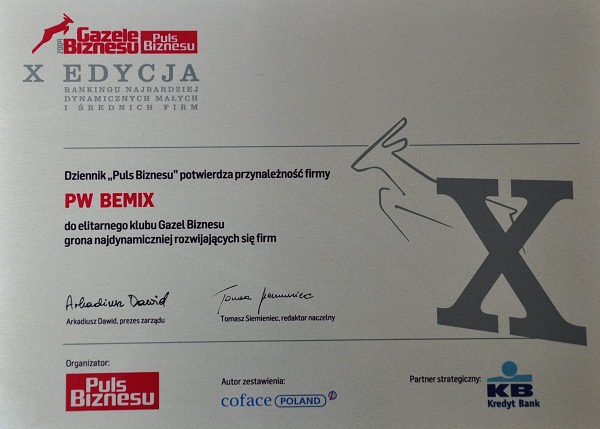 2009 Gazele Biznesu Puls Biznesu
X EDYCJA
RANKINGU NAJBARDZIEJ
DYNAMICZNYCH MAŁYCH
I ŚREDNICH FIRM
Dziennik „Puls Biznesu" potwierdza przynależność firmy
PW BEMIX
do elitarnego klubu Gazel Biznesu
grona najdynamiczniej rozwijających się firm
X
Arkadiusz Dawid
Arkadiusz Dawid, prezes zarządu
Tomasz Siemieniec, redaktor naczelny
Organizator:
Puls
Biznesu
Autor zestawienia:
coface POLAND
Partner strategiczny:
KB
Kredyt Bank